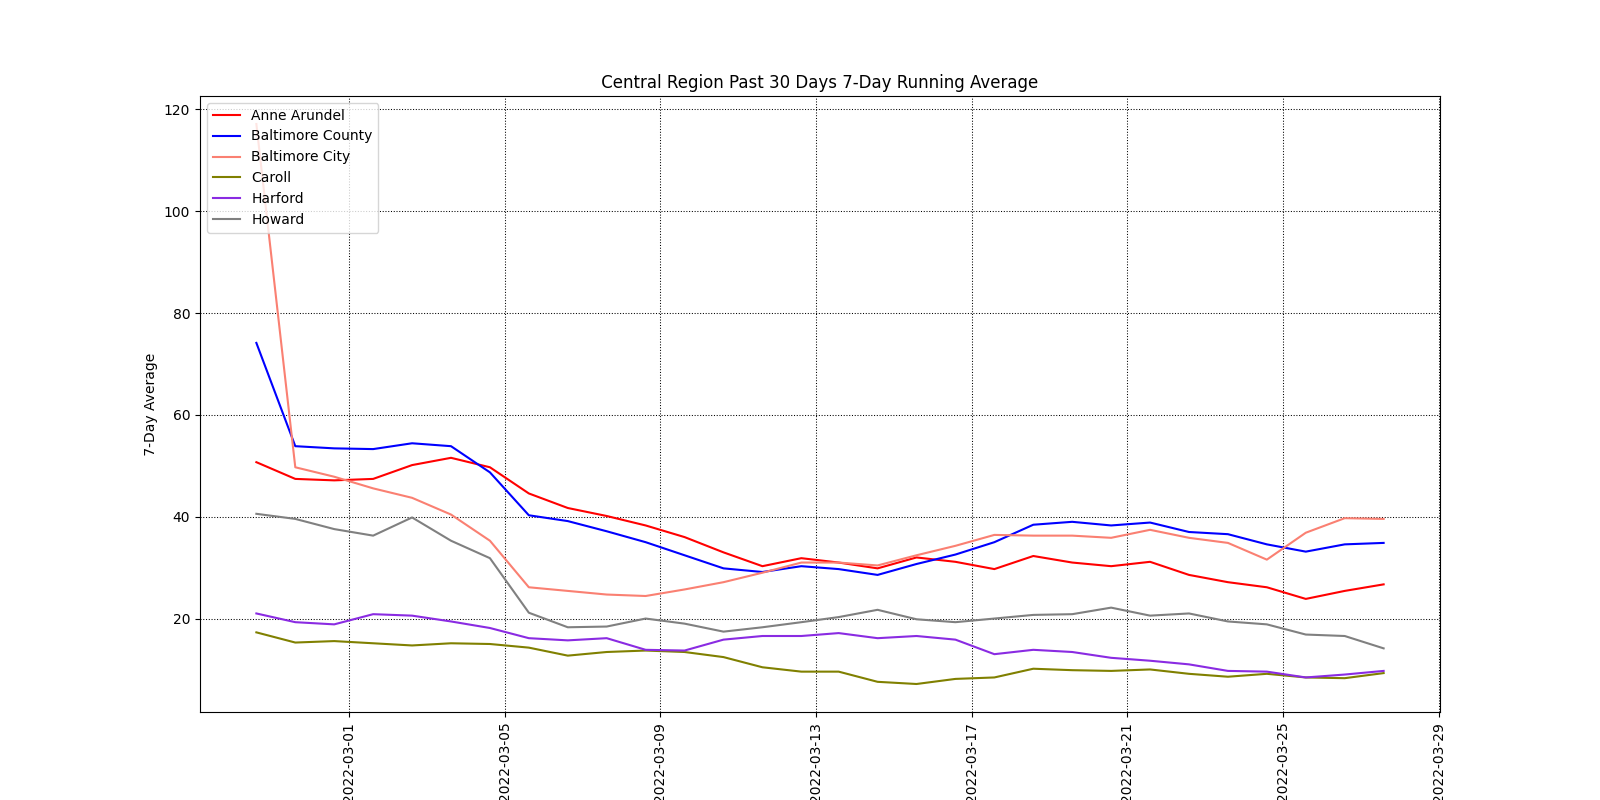 Central Region Past 30 Days 7-Day Running Average
Anne Arundel
Baltimore County
Baltimore City
Caroll
Harford
Howard
120
100
80
60
40
20
7-Day Average
2022-03-01
2022-03-05
2022-03-09
2022-03-13
2022-03-17
2022-03-21
2022-03-25
2022-03-29